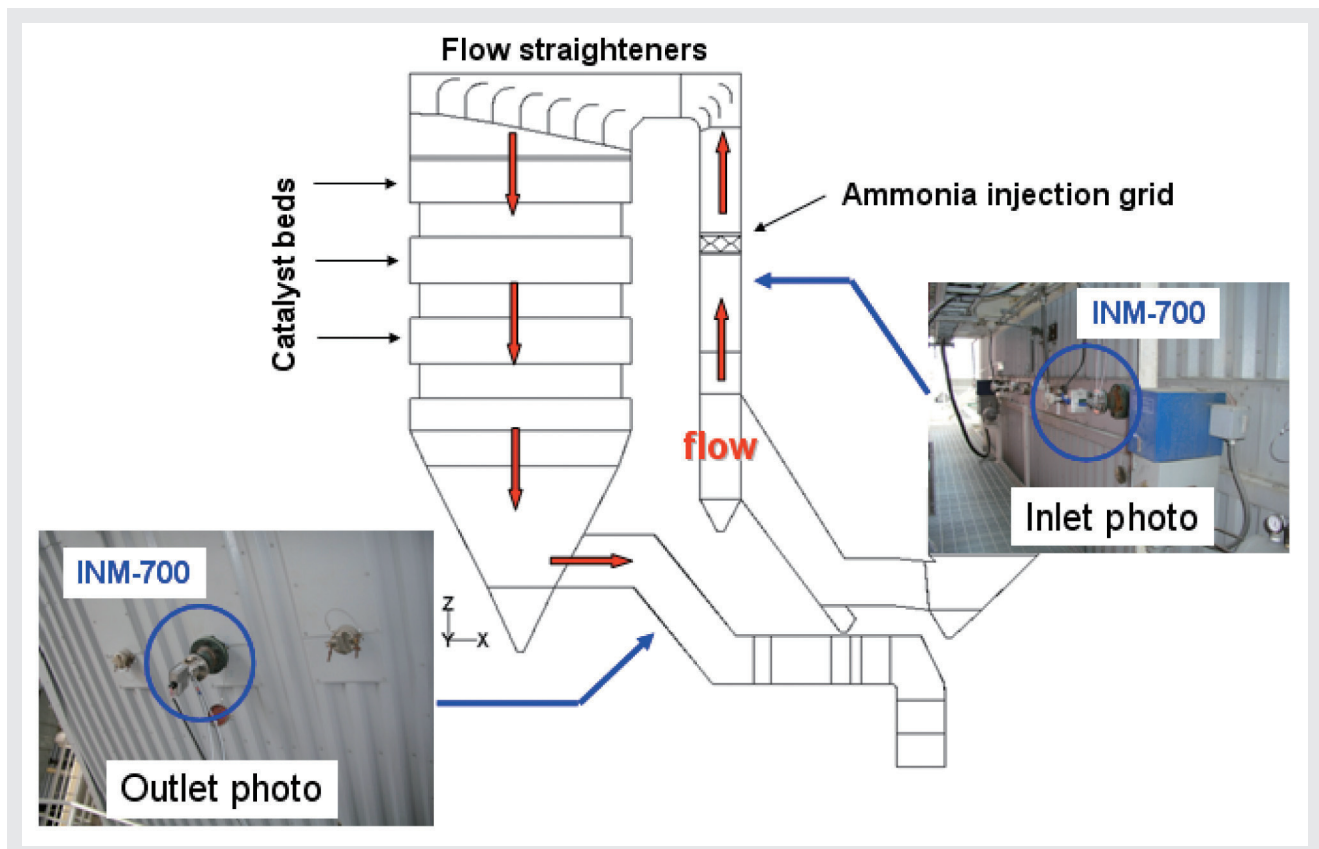 Flow straighteners
Catalyst beds
Ammonia injection grid
INM-700
Inlet photo
flow
INM-700
Outlet photo
Z
Y
X